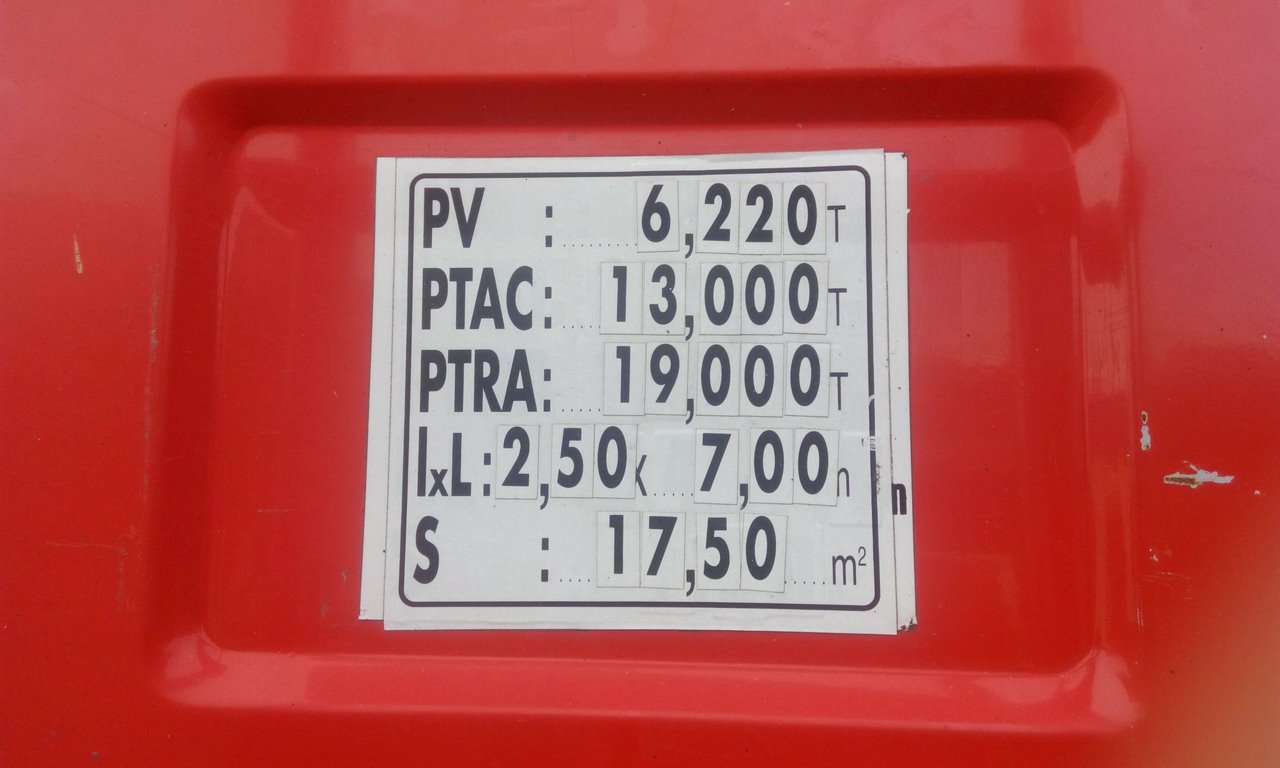 PV : ........ 6,220 T
PTAC : ..... 13,000 T
PTRA : ..... 19,000 T
lxL : 2,50 x ..... 7,00 m
S : ..... 17,50 ..... m²